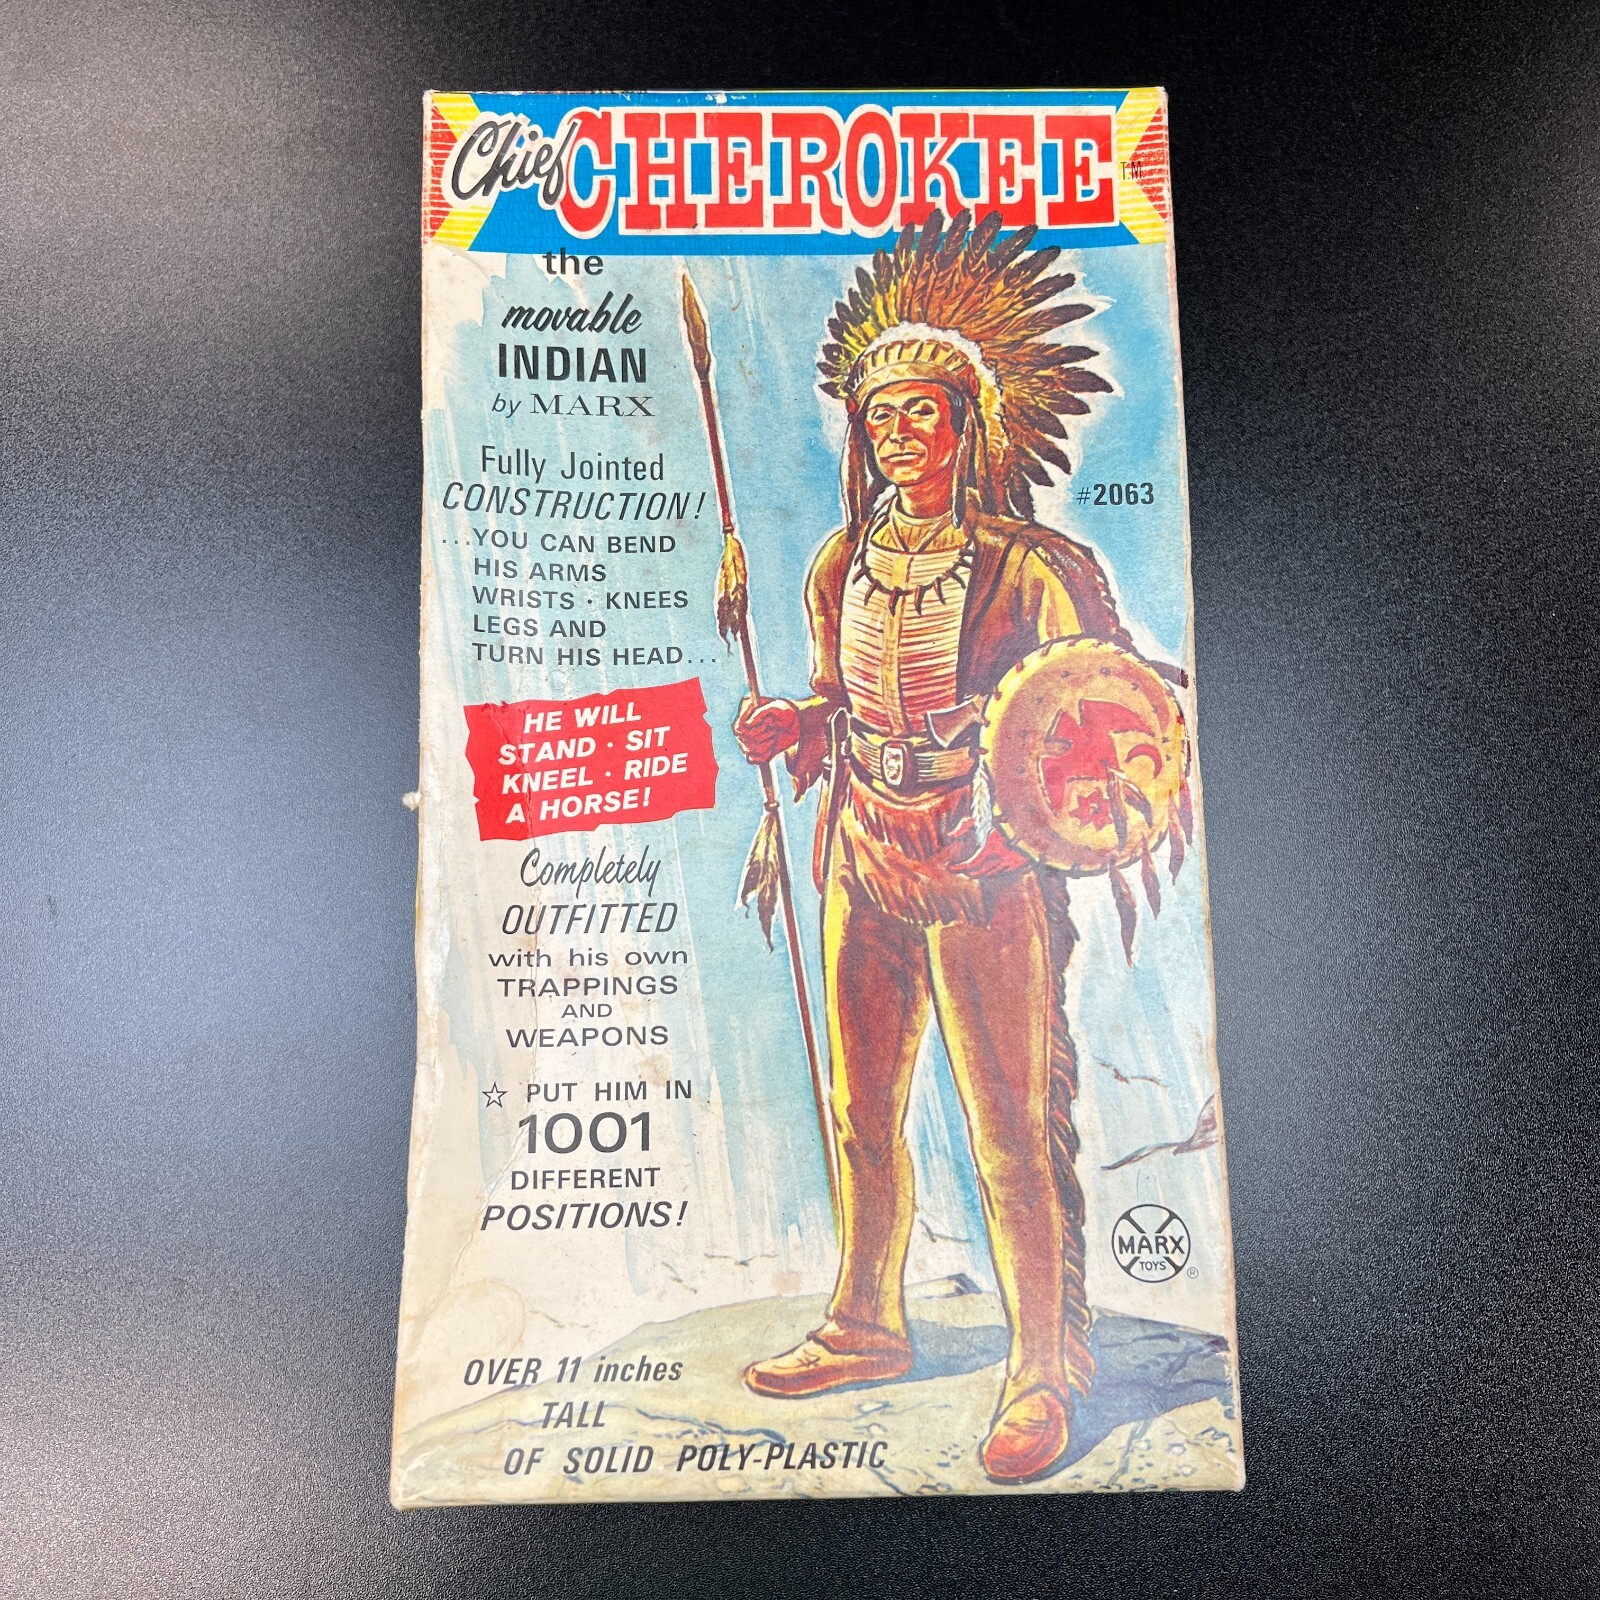 Chief CHEROKEE T.M.
the
movable
INDIAN
by MARX
#2063
Fully Jointed
CONSTRUCTION!
...YOU CAN BEND
HIS ARMS
WRISTS · KNEES
LEGS AND
TURN HIS HEAD...
HE WILL
STAND · SIT
KNEEL · RIDE
A HORSE!
Completely
OUTFITTED
with his own
TRAPPINGS
AND
WEAPONS
☆ PUT HIM IN
1001
DIFFERENT
POSITIONS!
MARX
TOYS ®
OVER 11 inches
TALL
OF SOLID POLY-PLASTIC